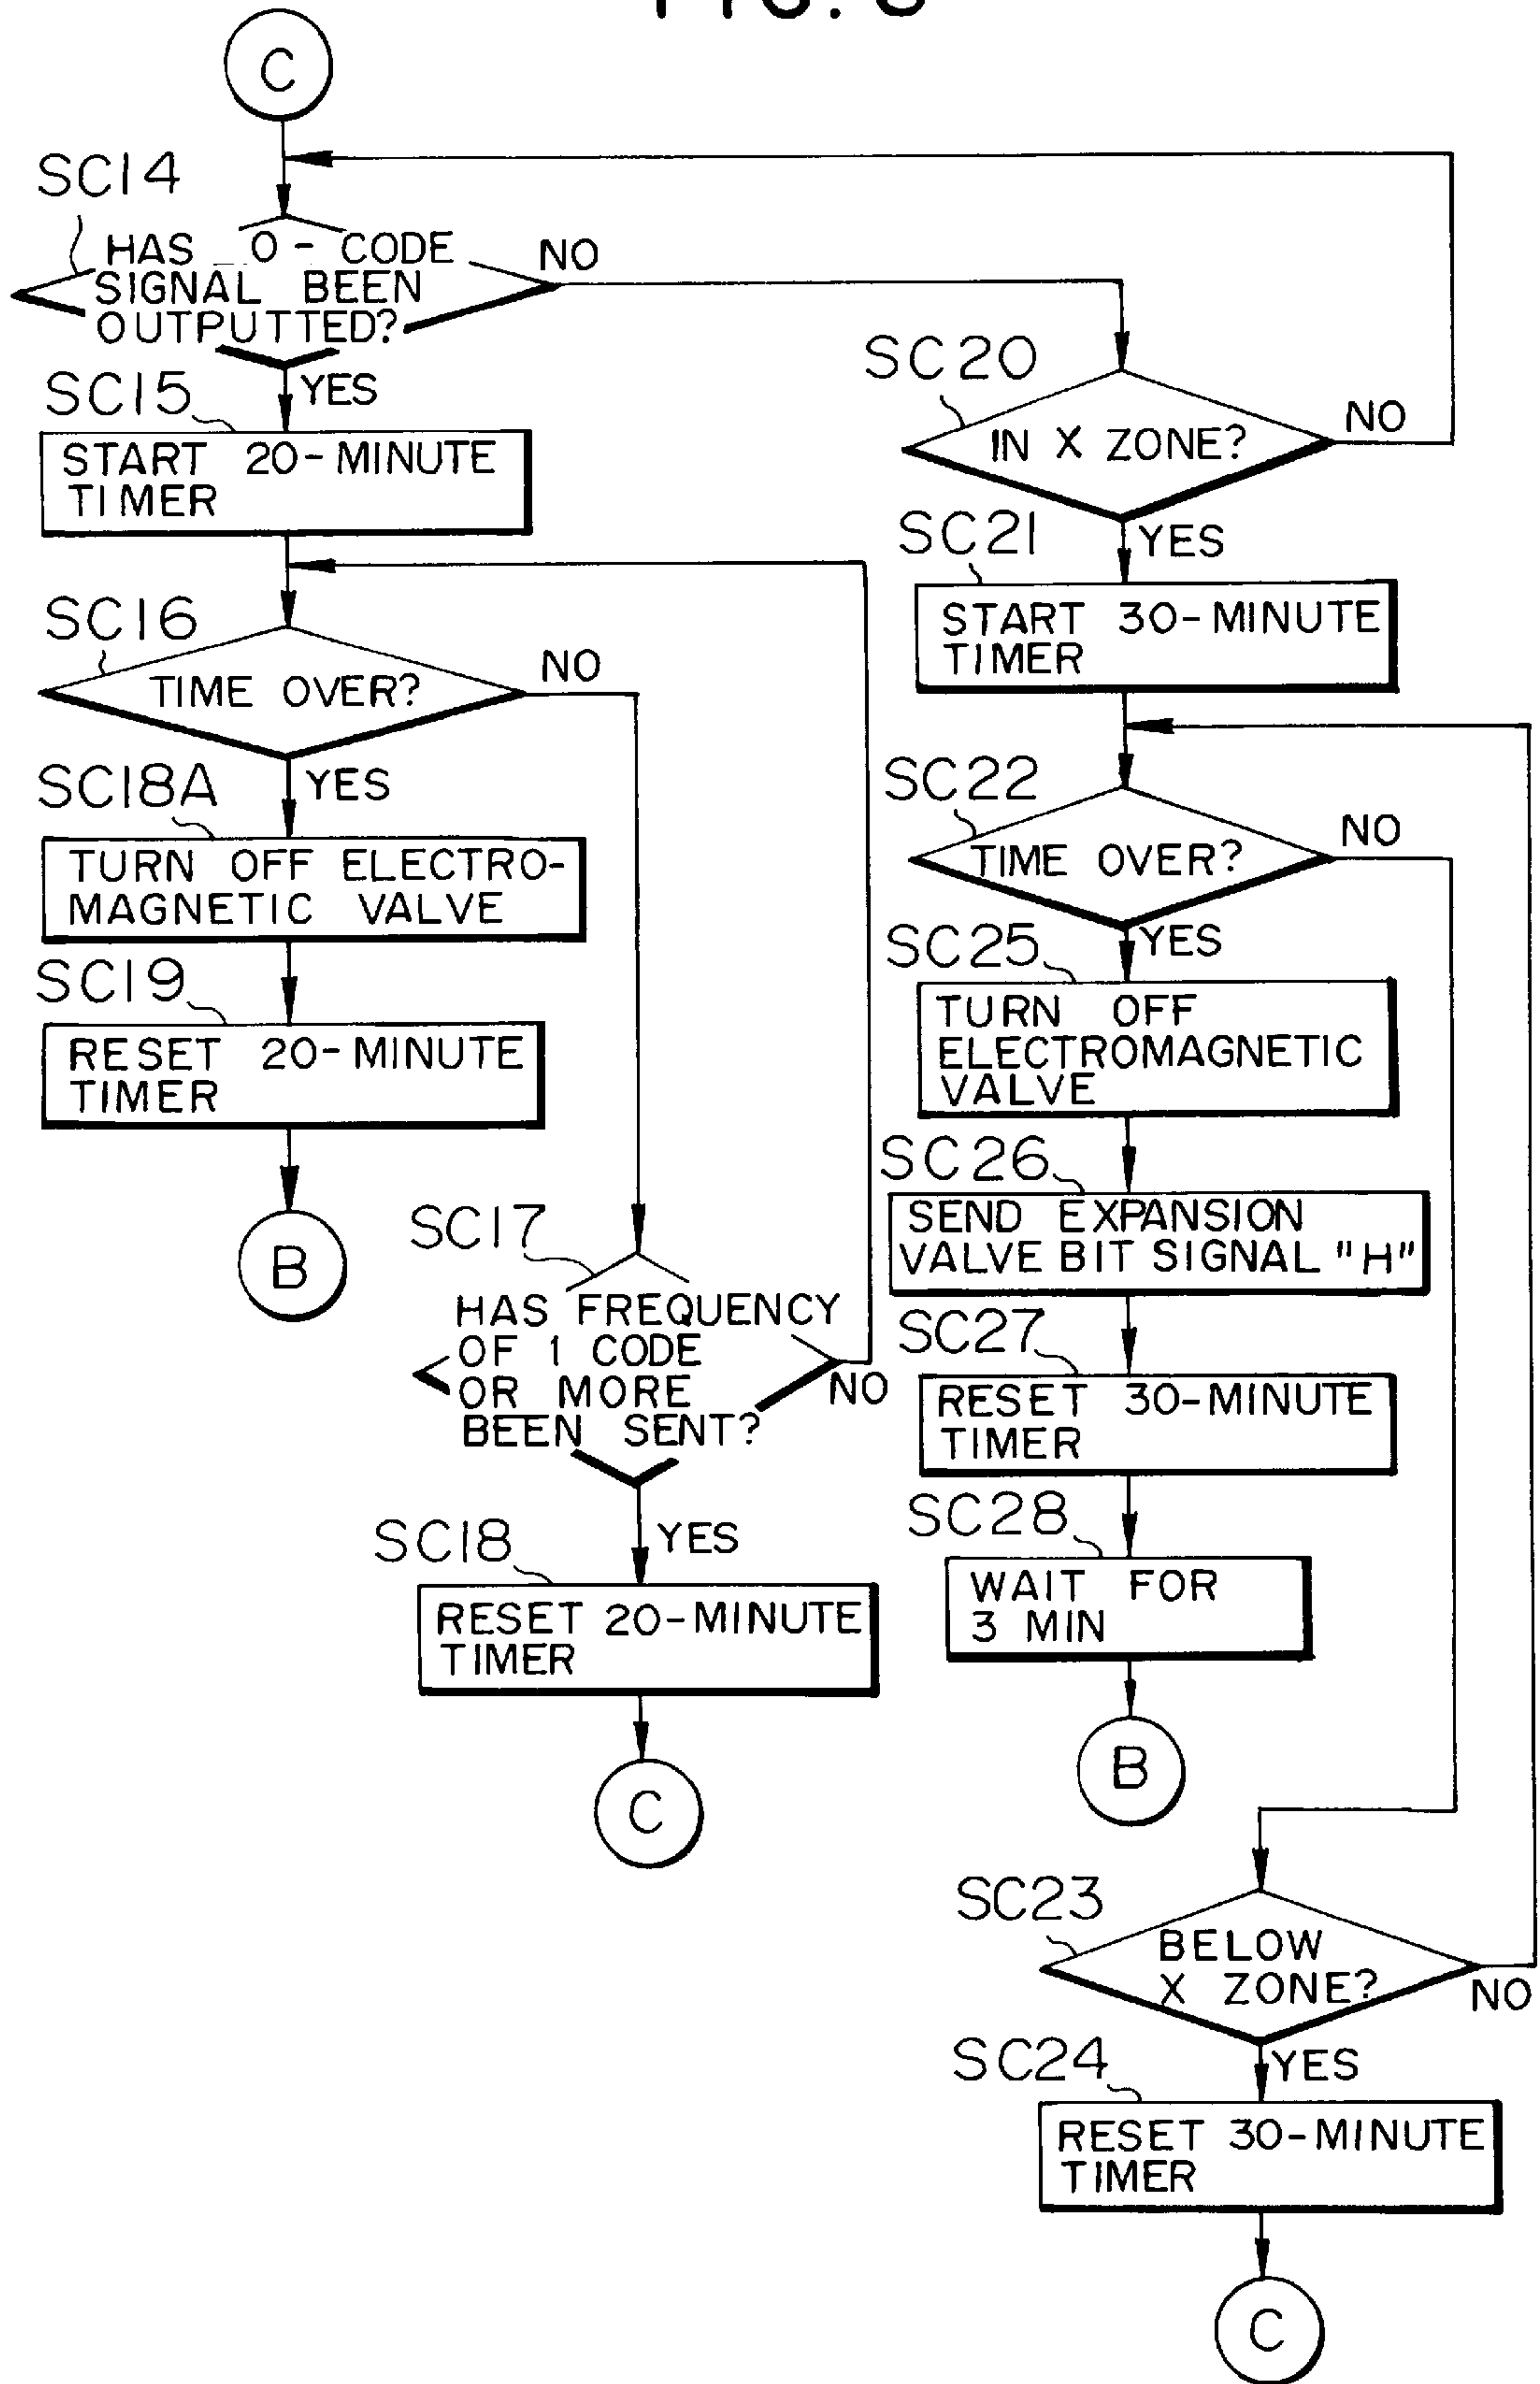 C
SC14
HAS 0-CODE
SIGNAL BEEN
OUTPUTTED?
NO
YES
SC15
START 20-MINUTE
TIMER
SC16
TIME OVER?
NO
YES
SC18A
TURN OFF ELECTRO-
MAGNETIC VALVE
SC19
RESET 20-MINUTE
TIMER
B
SC17
HAS FREQUENCY
OF 1 CODE
OR MORE
BEEN SENT?
NO
YES
SC18
RESET 20-MINUTE
TIMER
C
SC20
IN X ZONE?
NO
YES
SC21
START 30-MINUTE
TIMER
SC22
TIME OVER?
NO
YES
SC25
TURN OFF
ELECTROMAGNETIC
VALVE
SC26
SEND EXPANSION
VALVE BIT SIGNAL "H"
SC27
RESET 30-MINUTE
TIMER
SC28
WAIT FOR
3 MIN
B
SC23
BELOW
X ZONE?
NO
YES
SC24
RESET 30-MINUTE
TIMER
C